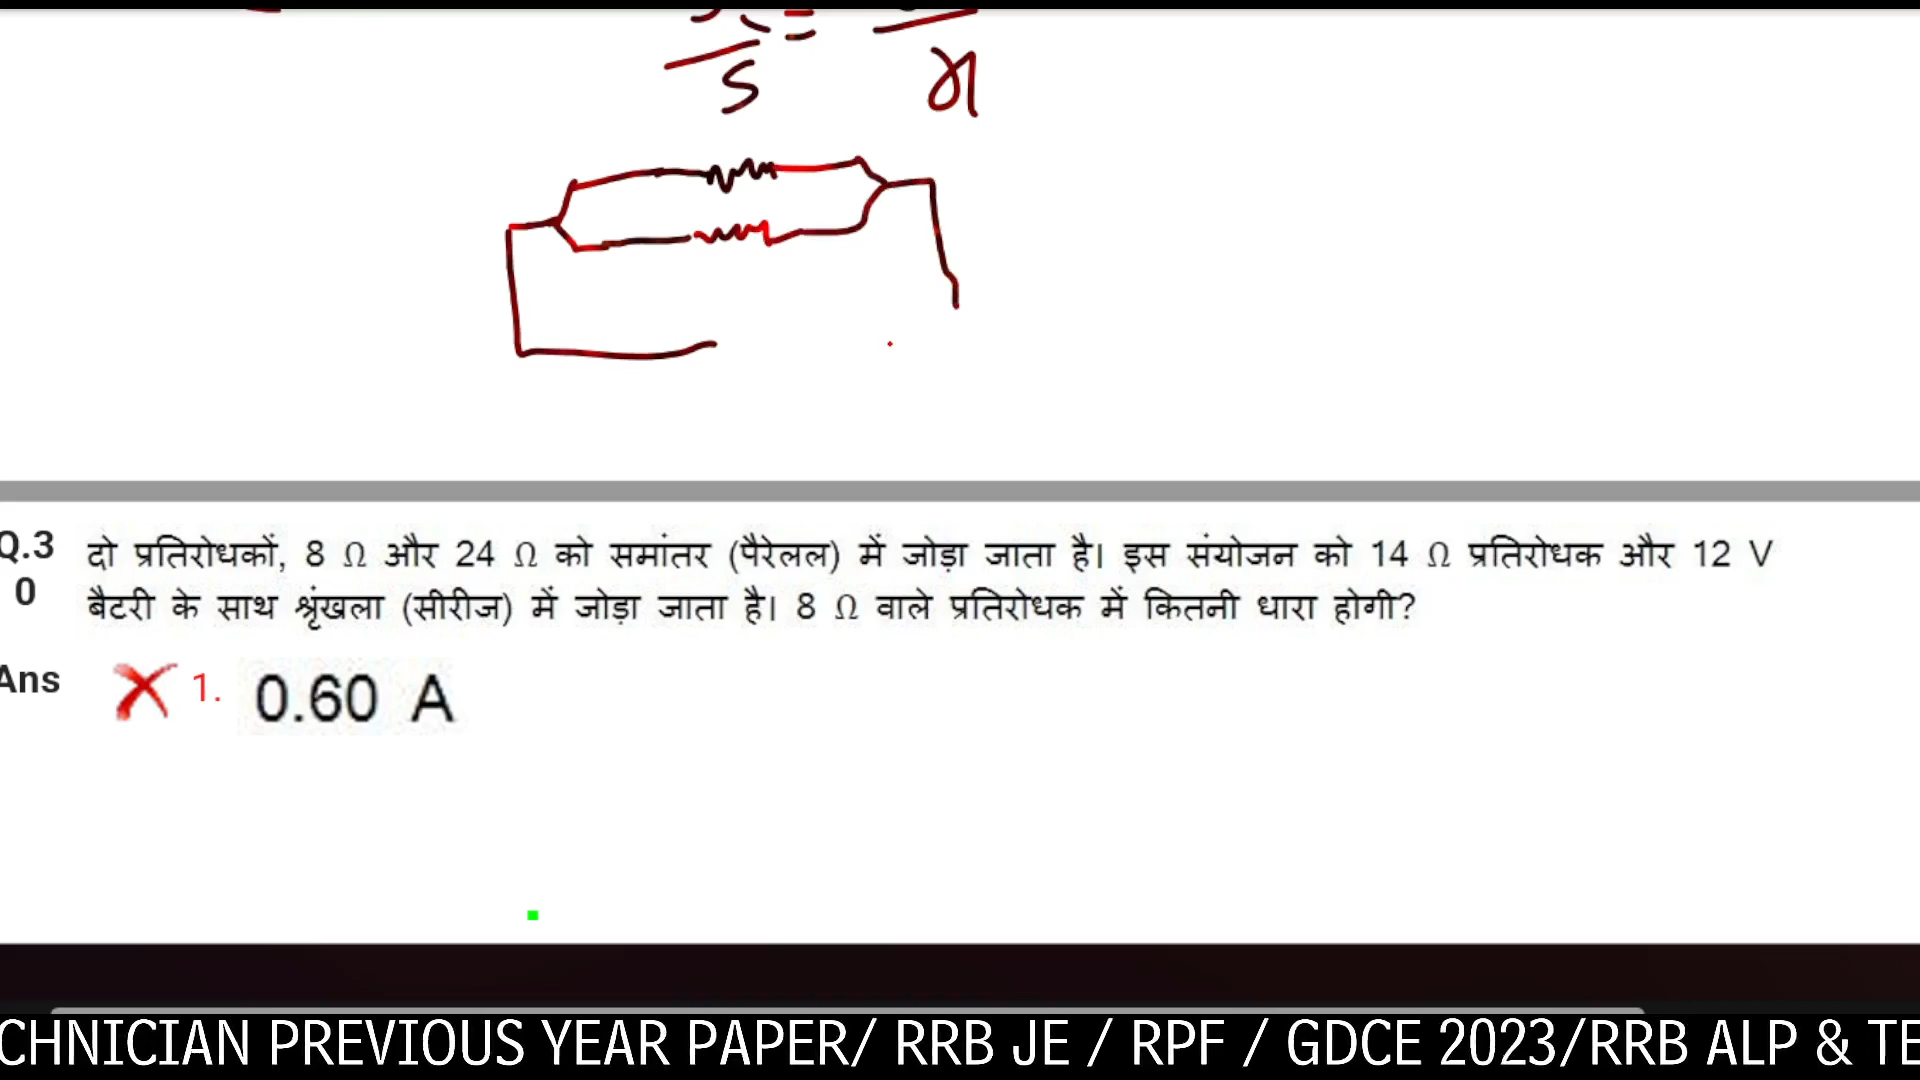 S
Q.3 दो प्रतिरोधकों, 8 Ω और 24 Ω को समांतर (पैरेलल) में जोड़ा जाता है। इस संयोजन को 14 Ω प्रतिरोधक और 12 V
0 बैटरी के साथ श्रृंखला (सीरीज) में जोड़ा जाता है। 8 Ω वाले प्रतिरोधक में कितनी धारा होगी?
Ans 1. 0.60 A
CHNICIAN PREVIOUS YEAR PAPER/ RRB JE / RPF / GDCE 2023/RRB ALP & TE